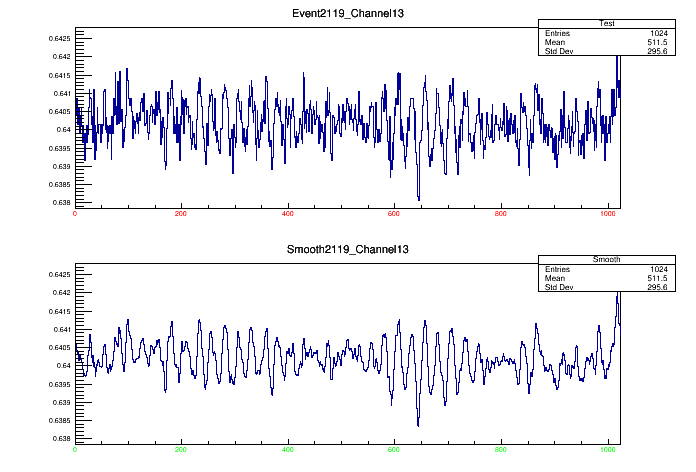 Event2119_Channel13
Test
Entries 1024
Mean 511.5
Std Dev 295.6
0.6425
0.642
0.6415
0.641
0.6405
0.64
0.6395
0.639
0.6385
0.638
0 200 400 600 800 1000
Smooth2119_Channel13
Smooth
Entries 1024
Mean 511.5
Std Dev 295.6
0.6425
0.642
0.6415
0.641
0.6405
0.64
0.6395
0.639
0.6385
0.638
0 200 400 600 800 1000